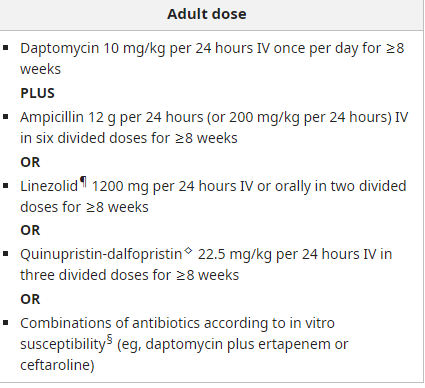 Adult dose
▪ Daptomycin 10 mg/kg per 24 hours IV once per day for ≥8
weeks
PLUS
▪ Ampicillin 12 g per 24 hours (or 200 mg/kg per 24 hours) IV
in six divided doses for ≥8 weeks
OR
▪ Linezolid¶ 1200 mg per 24 hours IV or orally in two divided
doses for ≥8 weeks
OR
▪ Quinupristin-dalfopristin◇ 22.5 mg/kg per 24 hours IV in
three divided doses for ≥8 weeks
OR
▪ Combinations of antibiotics according to in vitro
susceptibility§ (eg, daptomycin plus ertapenem or
ceftaroline)